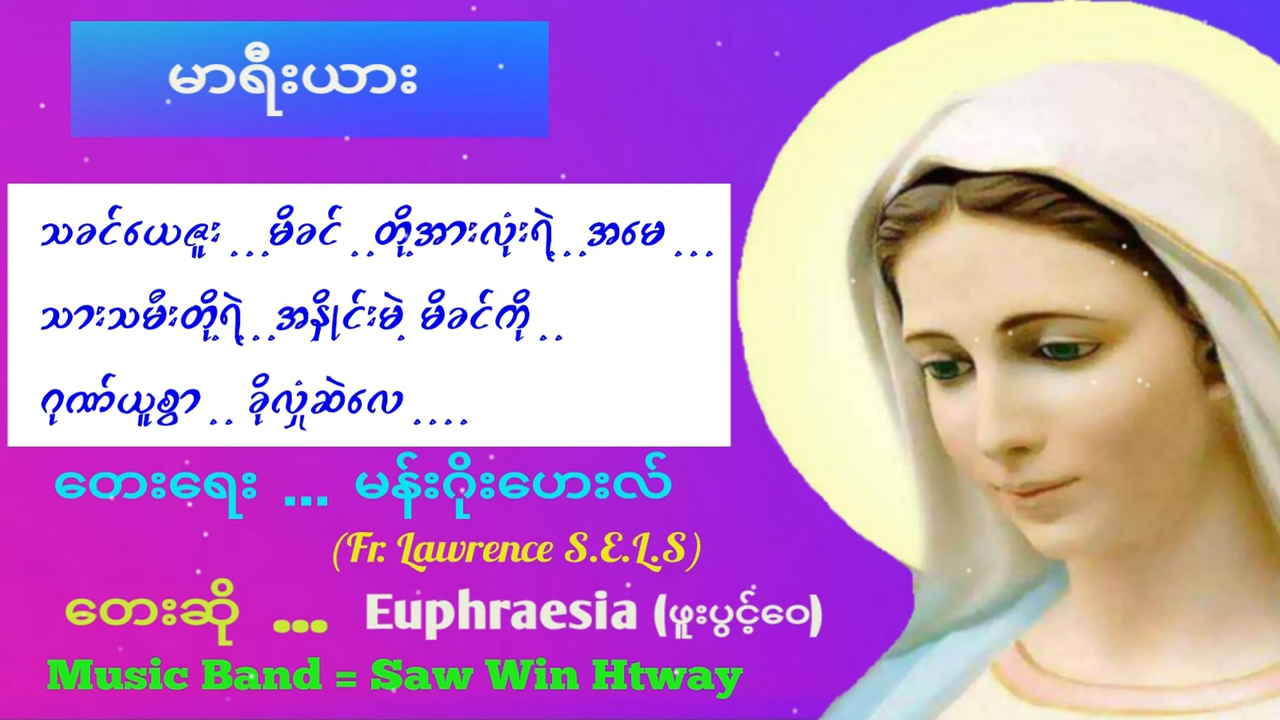 မာရီးယား
သခင်ယေဇူး...မိခင်..တို့အားလုံးရဲ့...အမေ...
သားသမီးတို့ရဲ့...အနှိုင်းမဲ့ မိခင်ကို..
ဂုဏ်ယူစွာ.. ခိုလှုံဆဲလေ....
တေးရေး ... မန်းဂိုးဟေးလ်
(Fr. Lawrence S.E.L.S)
တေးဆို ... Euphraesia (ဖူးပွင့်ဝေ)
Music Band = Saw Win Htway